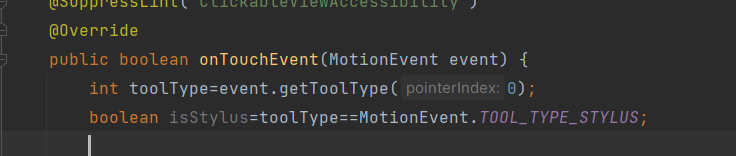 @SuppressLint("ClickableViewAccessibility")
@Override
public boolean onTouchEvent(MotionEvent event) {
int toolType=event.getToolType( pointerIndex: 0);
boolean isStylus=toolType==MotionEvent.TOOL_TYPE_STYLUS;